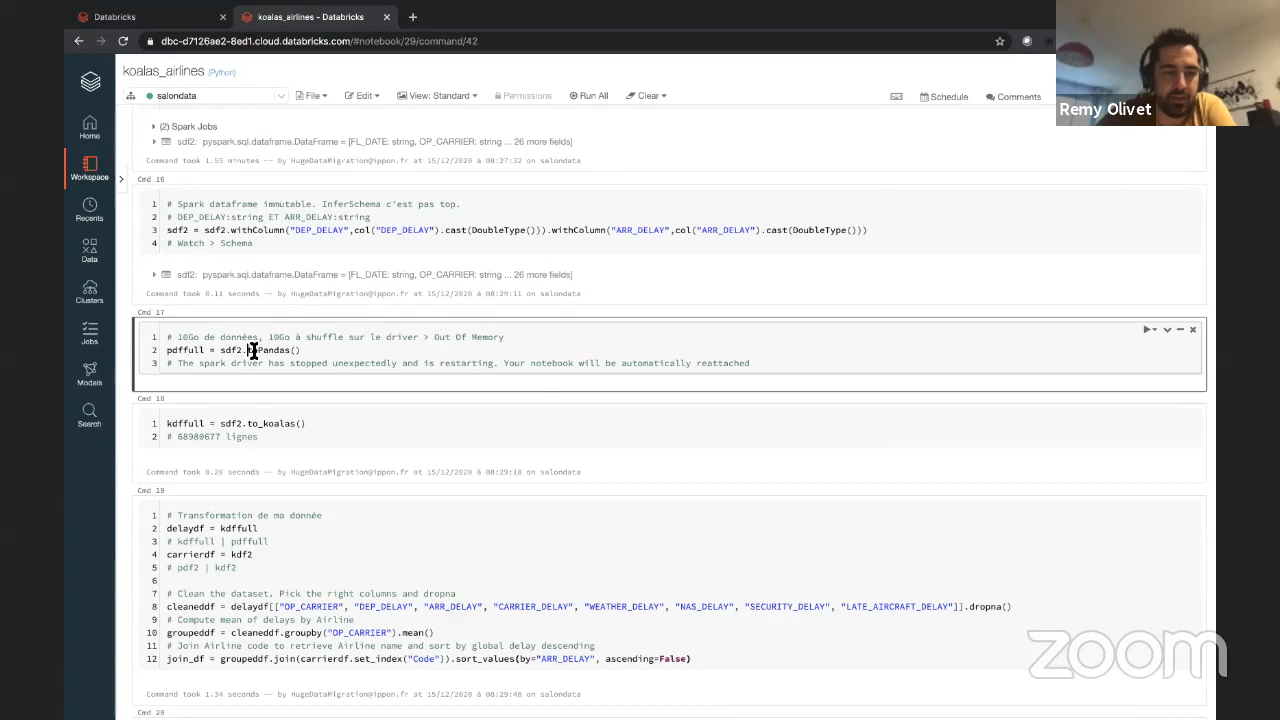 Databricks
koalas_airlines - Databricks
dbc-d7126ae2-8ed1.cloud.databricks.com/#notebook/29/command/42
koalas_airlines (Python)
salondata
File
Edit
View: Standard
Permissions
Run All
Clear
Schedule
Comments
Remy Olivet
Home
Workspace
Recents
Data
Clusters
Jobs
Models
Search
(2) Spark Jobs
sdf2: pyspark.sql.dataframe.DataFrame = [FL_DATE: string, OP_CARRIER: string ... 26 more fields]
Command took 1.55 minutes -- by HugeDataMigration@ippon.fr at 15/12/2020 à 08:27:32 on salondata
Cmd 16
1 # Spark dataframe immutable. InferSchema c'est pas top.
2 # DEP_DELAY:string ET ARR_DELAY:string
3 sdf2 = sdf2.withColumn("DEP_DELAY",col("DEP_DELAY").cast(DoubleType())).withColumn("ARR_DELAY",col("ARR_DELAY").cast(DoubleType()))
4 # Watch > Schema
sdf2: pyspark.sql.dataframe.DataFrame = [FL_DATE: string, OP_CARRIER: string ... 26 more fields]
Command took 0.11 seconds -- by HugeDataMigration@ippon.fr at 15/12/2020 à 08:29:11 on salondata
Cmd 17
1 # 10Go de données, 10Go à shuffle sur le driver > Out Of Memory
2 pdffull = sdf2.toPandas()
3 # The spark driver has stopped unexpectedly and is restarting. Your notebook will be automatically reattached
Cmd 18
1 kdffull = sdf2.to_koalas()
2 # 68980677 lignes
Command took 0.26 seconds -- by HugeDataMigration@ippon.fr at 15/12/2020 à 08:29:18 on salondata
Cmd 19
1 # Transformation de ma donnée
2 delaydf = kdffull
3 # kdffull | pdffull
4 carrierdf = kdf2
5 # pdf2 | kdf2
6
7 # Clean the dataset. Pick the right columns and dropna
8 cleaneddf = delaydf[["OP_CARRIER", "DEP_DELAY", "ARR_DELAY", "CARRIER_DELAY", "WEATHER_DELAY", "NAS_DELAY", "SECURITY_DELAY", "LATE_AIRCRAFT_DELAY"]].dropna()
9 # Compute mean of delays by Airline
10 groupeddf = cleaneddf.groupby("OP_CARRIER").mean()
11 # Join Airline code to retrieve Airline name and sort by global delay descending
12 join_df = groupeddf.join(carrierdf.set_index("Code")).sort_values(by="ARR_DELAY", ascending=False)
Command took 1.34 seconds -- by HugeDataMigration@ippon.fr at 15/12/2020 à 08:29:48 on salondata
Cmd 20
zoom